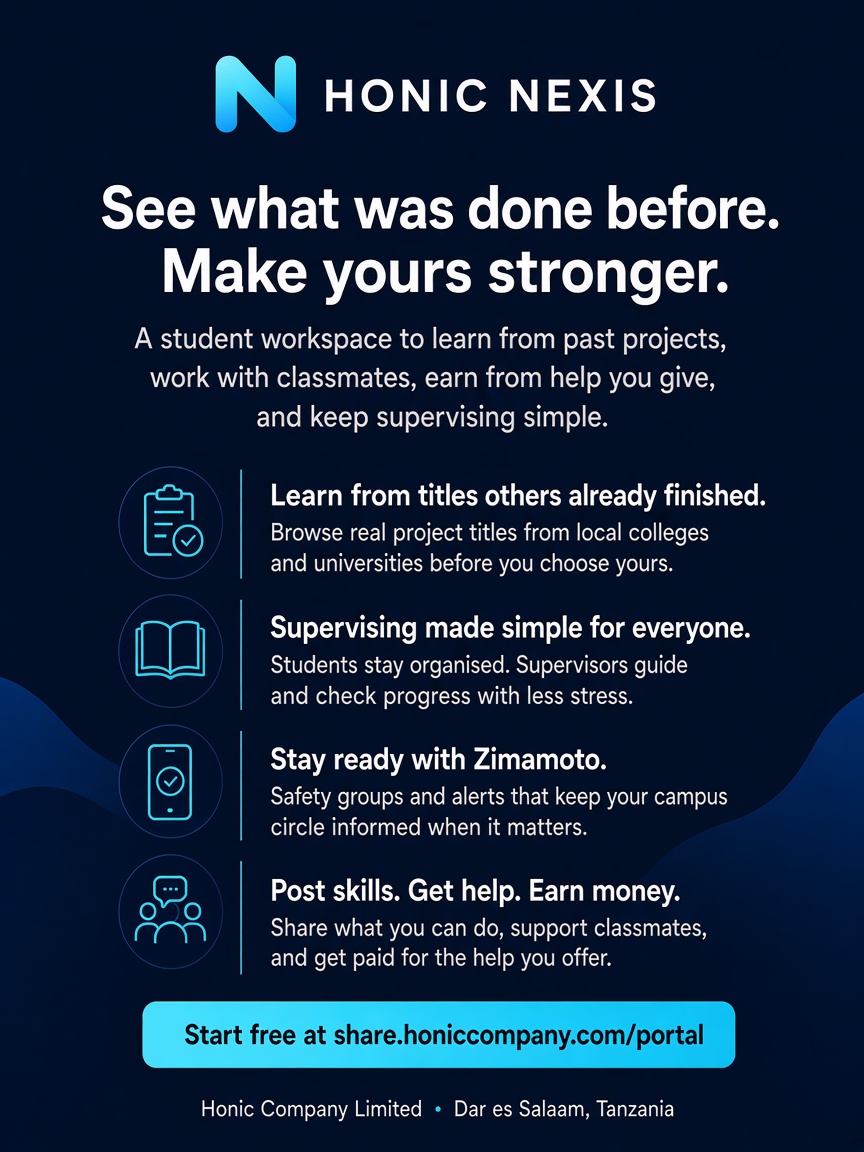 HONIC NEXIS
See what was done before.
Make yours stronger.
A student workspace to learn from past projects,
work with classmates, earn from help you give,
and keep supervising simple.
Learn from titles others already finished.
Browse real project titles from local colleges
and universities before you choose yours.
Supervising made simple for everyone.
Students stay organised. Supervisors guide
and check progress with less stress.
Stay ready with Zimamoto.
Safety groups and alerts that keep your campus
circle informed when it matters.
Post skills. Get help. Earn money.
Share what you can do, support classmates,
and get paid for the help you offer.
Start free at share.honiccompany.com/portal
Honic Company Limited • Dar es Salaam, Tanzania